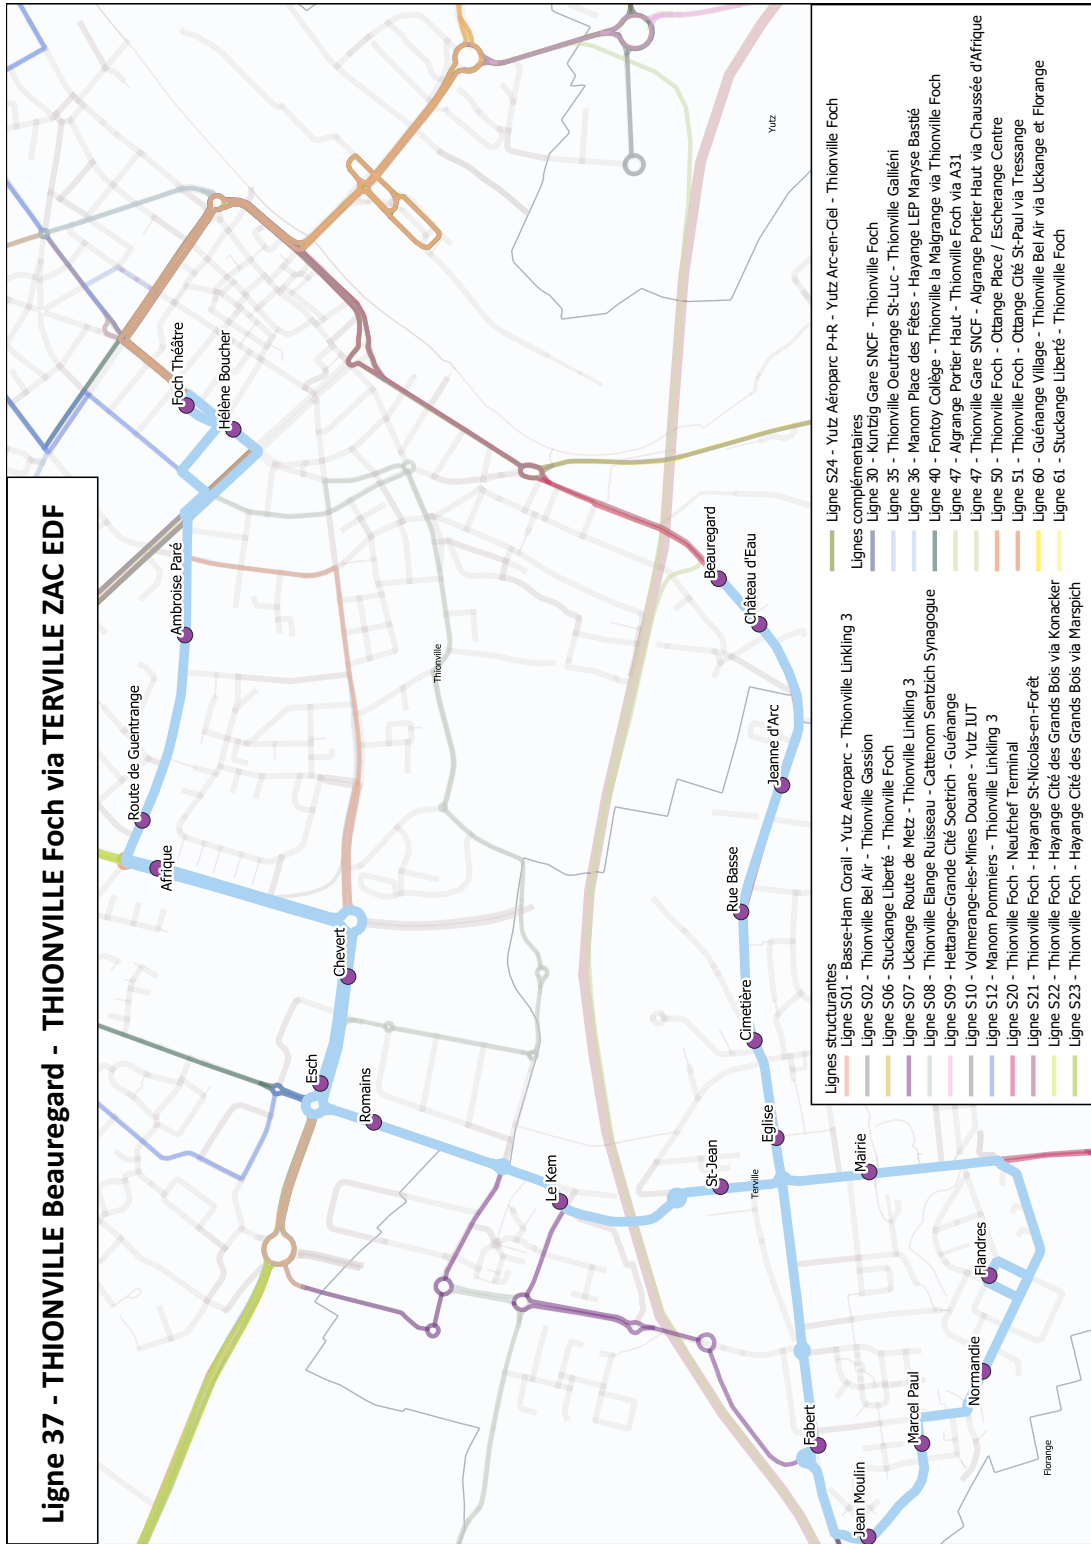 Ligne 37 - THIONVILLE Beauregard - THIONVILLE Foch via TERVILLE ZAC EDF
Foch Théâtre
Hélène Boucher
Ambroise Paré
Route de Guentrange
Afrique
Chevert
Esch
Romains
Le Kem
St-Jean
Terville
Eglise
Mairie
Flandres
Normandie
Marcel Paul
Jean Moulin
Fabert
Florange
Cimetière
Rue Basse
Jeanne d'Arc
Château d'Eau
Beauregard
Thionville
Yutz
Lignes structurantes
Ligne S01 - Basse-Ham Corail - Yutz Aeroparc - Thionville Linkling 3
Ligne S02 - Thionville Bel Air - Thionville Gassion
Ligne S06 - Stuckange Liberté - Thionville Foch
Ligne S07 - Uckange Route de Metz - Thionville Linkling 3
Ligne S08 - Thionville Elange Ruisseau - Cattenom Sentzich Synagogue
Ligne S09 - Hettange-Grande Cité Soetrich - Guénange
Ligne S10 - Volmerange-les-Mines Douane - Yutz IUT
Ligne S12 - Manom Pommiers - Thionville Linkling 3
Ligne S20 - Thionville Foch - Neufchef Terminal
Ligne S21 - Thionville Foch - Hayange St-Nicolas-en-Forêt
Ligne S22 - Thionville Foch - Hayange Cité des Grands Bois via Konacker
Ligne S23 - Thionville Foch - Hayange Cité des Grands Bois via Marspich
Ligne S24 - Yutz Aéroparc P+R - Yutz Arc-en-Ciel - Thionville Foch
Lignes complémentaires
Ligne 30 - Kuntzig Gare SNCF - Thionville Foch
Ligne 35 - Thionville Oeutrange St-Luc - Thionville Galliéni
Ligne 36 - Manom Place des Fêtes - Hayange LEP Maryse Bastié
Ligne 40 - Fontoy Collège - Thionville la Malgrange via Thionville Foch
Ligne 47 - Algrange Portier Haut - Thionville Foch via A31
Ligne 47 - Thionville Gare SNCF - Algrange Portier Haut via Chaussée d'Afrique
Ligne 50 - Thionville Foch - Ottange Place / Escherange Centre
Ligne 51 - Thionville Foch - Ottange Cité St-Paul via Tressange
Ligne 60 - Guénange Village - Thionville Bel Air via Uckange et Florange
Ligne 61 - Stuckange Liberté - Thionville Foch